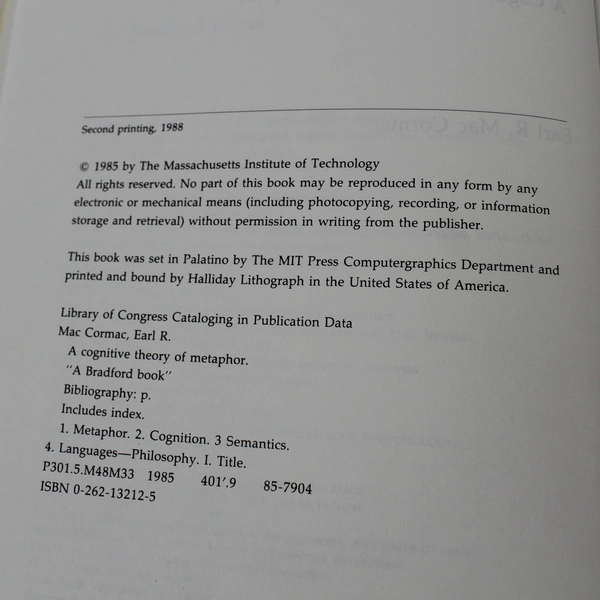 Second printing, 1988
© 1985 by The Massachusetts Institute of Technology
All rights reserved. No part of this book may be reproduced in any form by any
electronic or mechanical means (including photocopying, recording, or information
storage and retrieval) without permission in writing from the publisher.
This book was set in Palatino by The MIT Press Computergraphics Department and
printed and bound by Halliday Lithograph in the United States of America.
Library of Congress Cataloging in Publication Data
Mac Cormac, Earl R.
A cognitive theory of metaphor.
"A Bradford book"
Bibliography: p.
Includes index.
1. Metaphor. 2. Cognition. 3 Semantics.
4. Languages—Philosophy. I. Title.
P301.5.M48M33 1985 401'.9 85-7904
ISBN 0-262-13212-5